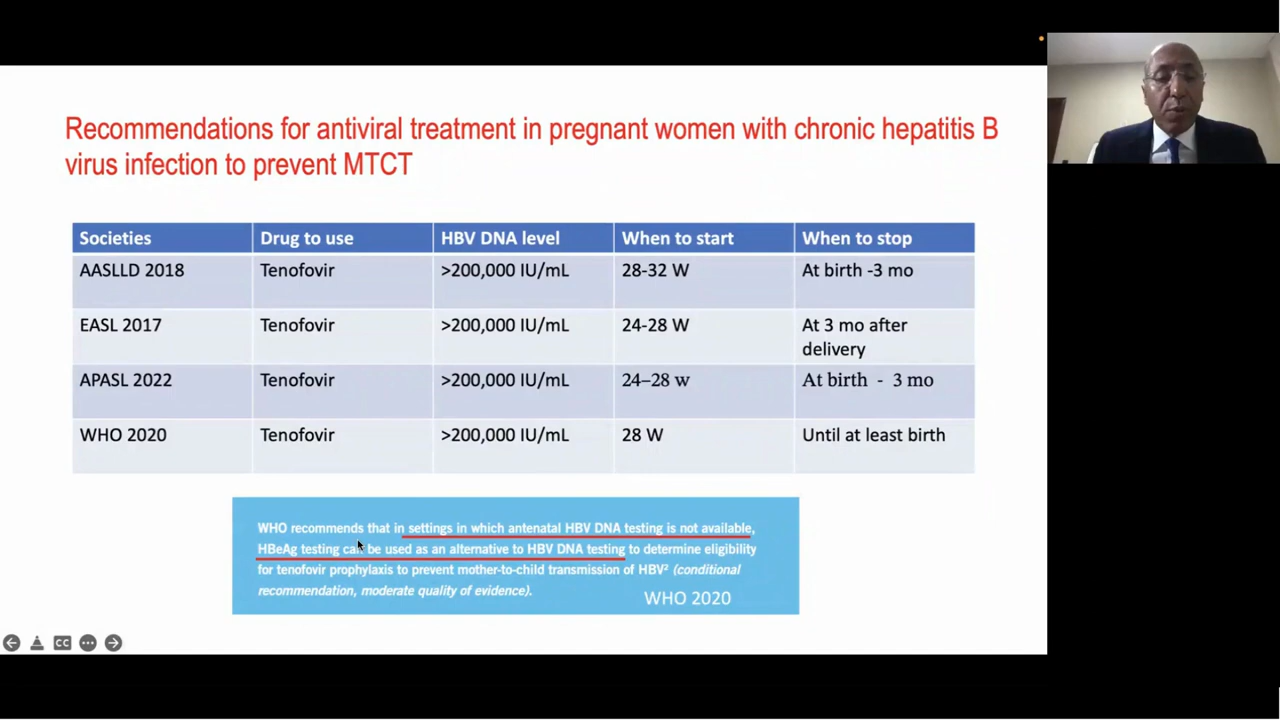 Recommendations for antiviral treatment in pregnant women with chronic hepatitis B
virus infection to prevent MTCT
Societies Drug to use HBV DNA level When to start When to stop
AASLLD 2018 Tenofovir >200,000 IU/mL 28-32 W At birth -3 mo
EASL 2017 Tenofovir >200,000 IU/mL 24-28 W At 3 mo after
delivery
APASL 2022 Tenofovir >200,000 IU/mL 24–28 w At birth - 3 mo
WHO 2020 Tenofovir >200,000 IU/mL 28 W Until at least birth
WHO recommends that in settings in which antenatal HBV DNA testing is not available,
HBeAg testing can be used as an alternative to HBV DNA testing to determine eligibility
for tenofovir prophylaxis to prevent mother-to-child transmission of HBV² (conditional
recommendation, moderate quality of evidence).
WHO 2020
CC